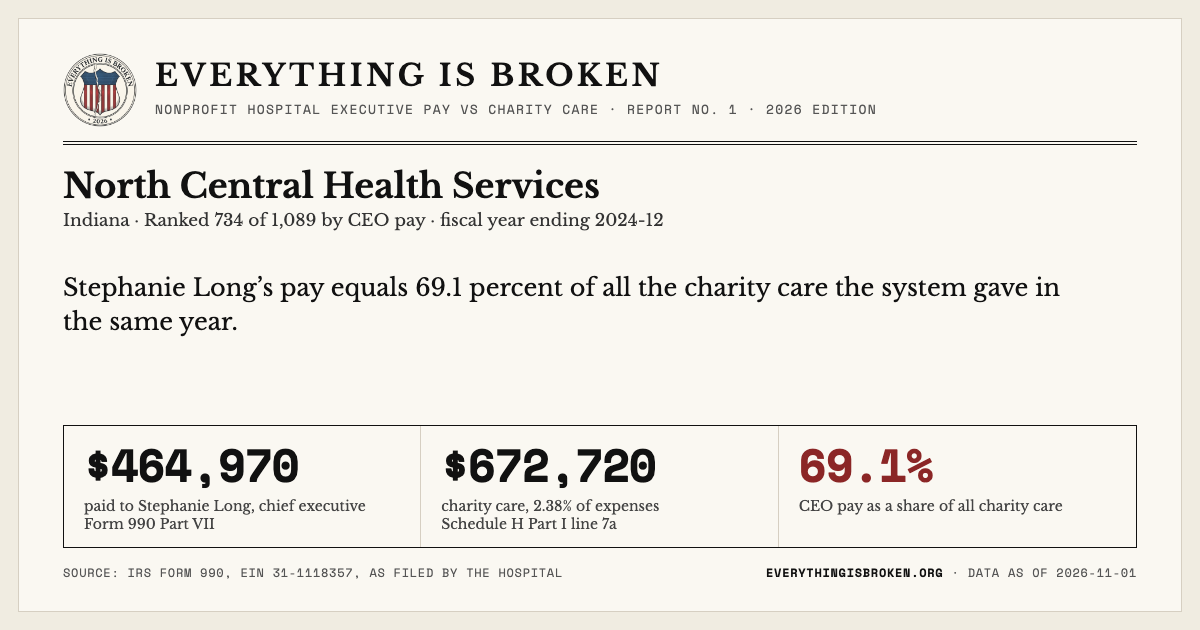 EVERYTHING IS BROKEN
· 2026 ·
EVERYTHING IS BROKEN
NONPROFIT HOSPITAL EXECUTIVE PAY VS CHARITY CARE · REPORT NO. 1 · 2026 EDITION
North Central Health Services
Indiana · Ranked 734 of 1,089 by CEO pay · fiscal year ending 2024-12
Stephanie Long’s pay equals 69.1 percent of all the charity care the system gave in
the same year.
$464,970
paid to Stephanie Long, chief executive
Form 990 Part VII
$672,720
charity care, 2.38% of expenses
Schedule H Part I line 7a
69.1%
CEO pay as a share of all charity care
SOURCE: IRS FORM 990, EIN 31-1118357, AS FILED BY THE HOSPITAL
EVERYTHINGISBROKEN.ORG · DATA AS OF 2026-11-01